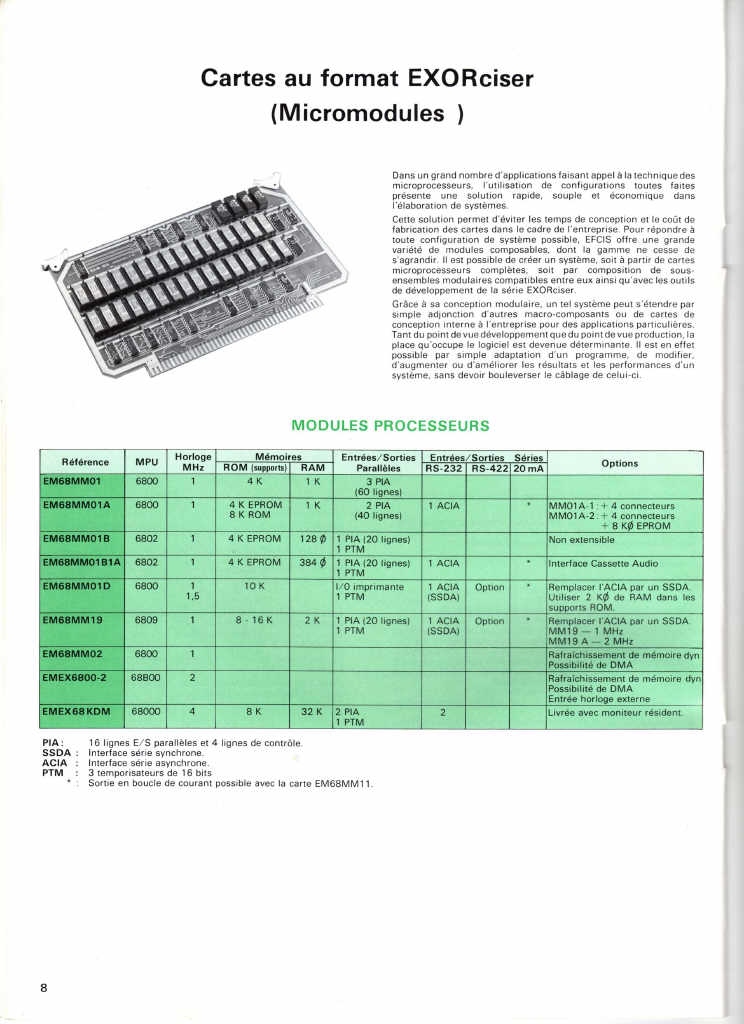 Cartes au format EXORciser
(Micromodules )
Dans un grand nombre d'applications faisant appel à la technique des
microprocesseurs, l'utilisation de configurations toutes faites
présente une solution rapide, souple et économique dans
l'élaboration de systèmes.
Cette solution permet d'éviter les temps de conception et le coût de
fabrication des cartes dans le cadre de l'entreprise. Pour répondre à
toute configuration de système possible, EFCIS offre une grande
variété de modules composables, dont la gamme ne cesse de
s'agrandir. Il est possible de créer un système, soit à partir de cartes
microprocesseurs complètes, soit par composition de sous-
ensembles modulaires compatibles entre eux ainsi qu'avec les outils
de développement de la série EXORciser.
Grâce à sa conception modulaire, un tel système peut s'étendre par
simple adjonction d'autres macro-composants ou de cartes de
conception interne à l'entreprise pour des applications particulières.
Tant du point de vue développement que du point de vue production, la
place qu'occupe le logiciel est devenue déterminante. Il est en effet
possible par simple adaptation d'un programme, de modifier,
d'augmenter ou d'améliorer les résultats et les performances d'un
système, sans devoir bouleverser le câblage de celui-ci.
MODULES PROCESSEURS
Référence MPU Horloge MHz Mémoires Entrées/Sorties Parallèles Entrées/Sorties Séries Options
ROM (supports) RAM RS-232 RS-422 20 mA
EM68MM01 6800 1 4 K 1 K 3 PIA
(60 lignes)
EM68MM01A 6800 1 4 K EPROM 1 K 2 PIA 1 ACIA * MM01A-1 : + 4 connecteurs
8 K ROM (40 lignes) MM01A-2 : + 4 connecteurs
+ 8 KØ EPROM
EM68MM01B 6802 1 4 K EPROM 128 Ø 1 PIA (20 lignes) Non extensible
1 PTM
EM68MM01B1A 6802 1 4 K EPROM 384 Ø 1 PIA (20 lignes) 1 ACIA * Interface Cassette Audio
1 PTM
EM68MM01D 6800 1 10 K I/O imprimante 1 ACIA Option * Remplacer l'ACIA par un SSDA.
1,5 1 PTM (SSDA) Utiliser 2 KØ de RAM dans les
supports ROM.
EM68MM19 6809 1 8 - 16 K 2 K 1 PIA (20 lignes) 1 ACIA Option * Remplacer l'ACIA par un SSDA.
1 PTM (SSDA) MM19 — 1 MHz
MM19 A — 2 MHz
EM68MM02 6800 1 Rafraîchissement de mémoire dyn
Possibilité de DMA
EMEX6800-2 68B00 2 Rafraîchissement de mémoire dyn
Possibilité de DMA
Entrée horloge externe
EMEX68KDM 68000 4 8 K 32 K 2 PIA 2 Livrée avec moniteur résident.
1 PTM
PIA : 16 lignes E/S parallèles et 4 lignes de contrôle.
SSDA : Interface série synchrone.
ACIA : Interface série asynchrone.
PTM : 3 temporisateurs de 16 bits
* : Sortie en boucle de courant possible avec la carte EM68MM11.
8